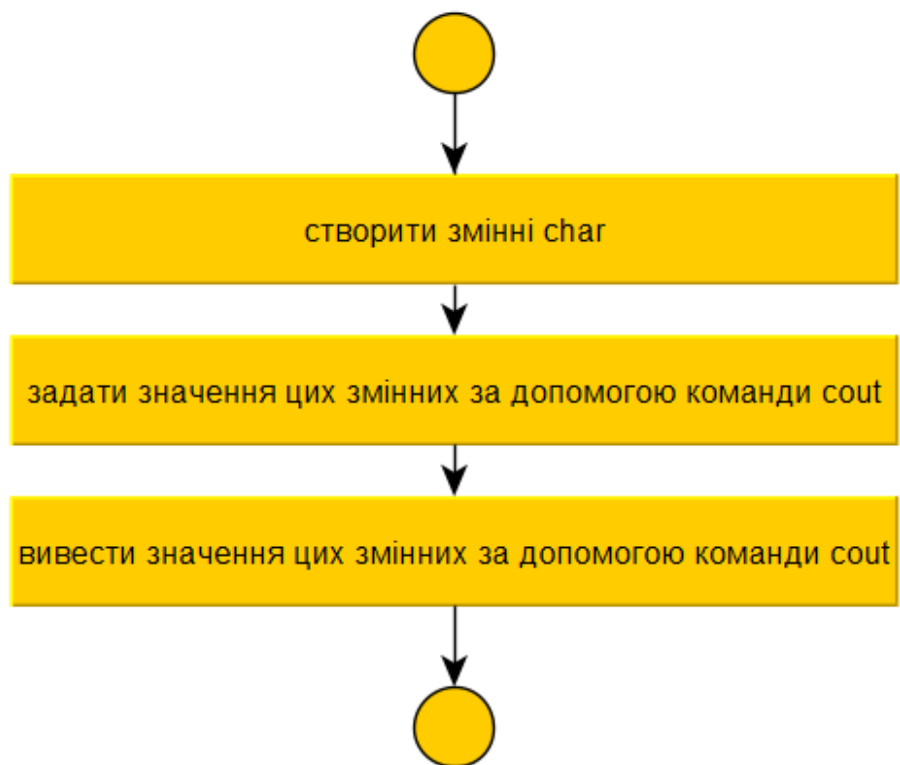 створити змінні char
задати значення цих змінних за допомогою команди cout
вивести значення цих змінних за допомогою команди cout